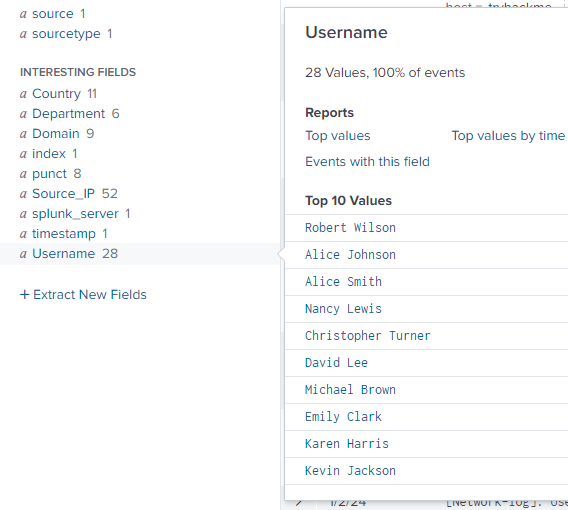 a source 1
a sourcetype 1
INTERESTING FIELDS
a Country 11
a Department 6
a Domain 9
a index 1
a punct 8
a Source_IP 52
a splunk_server 1
a timestamp 1
a Username 28
+ Extract New Fields
Username
28 Values, 100% of events
Reports
Top values Top values by time
Events with this field
Top 10 Values
Robert Wilson
Alice Johnson
Alice Smith
Nancy Lewis
Christopher Turner
David Lee
Michael Brown
Emily Clark
Karen Harris
Kevin Jackson